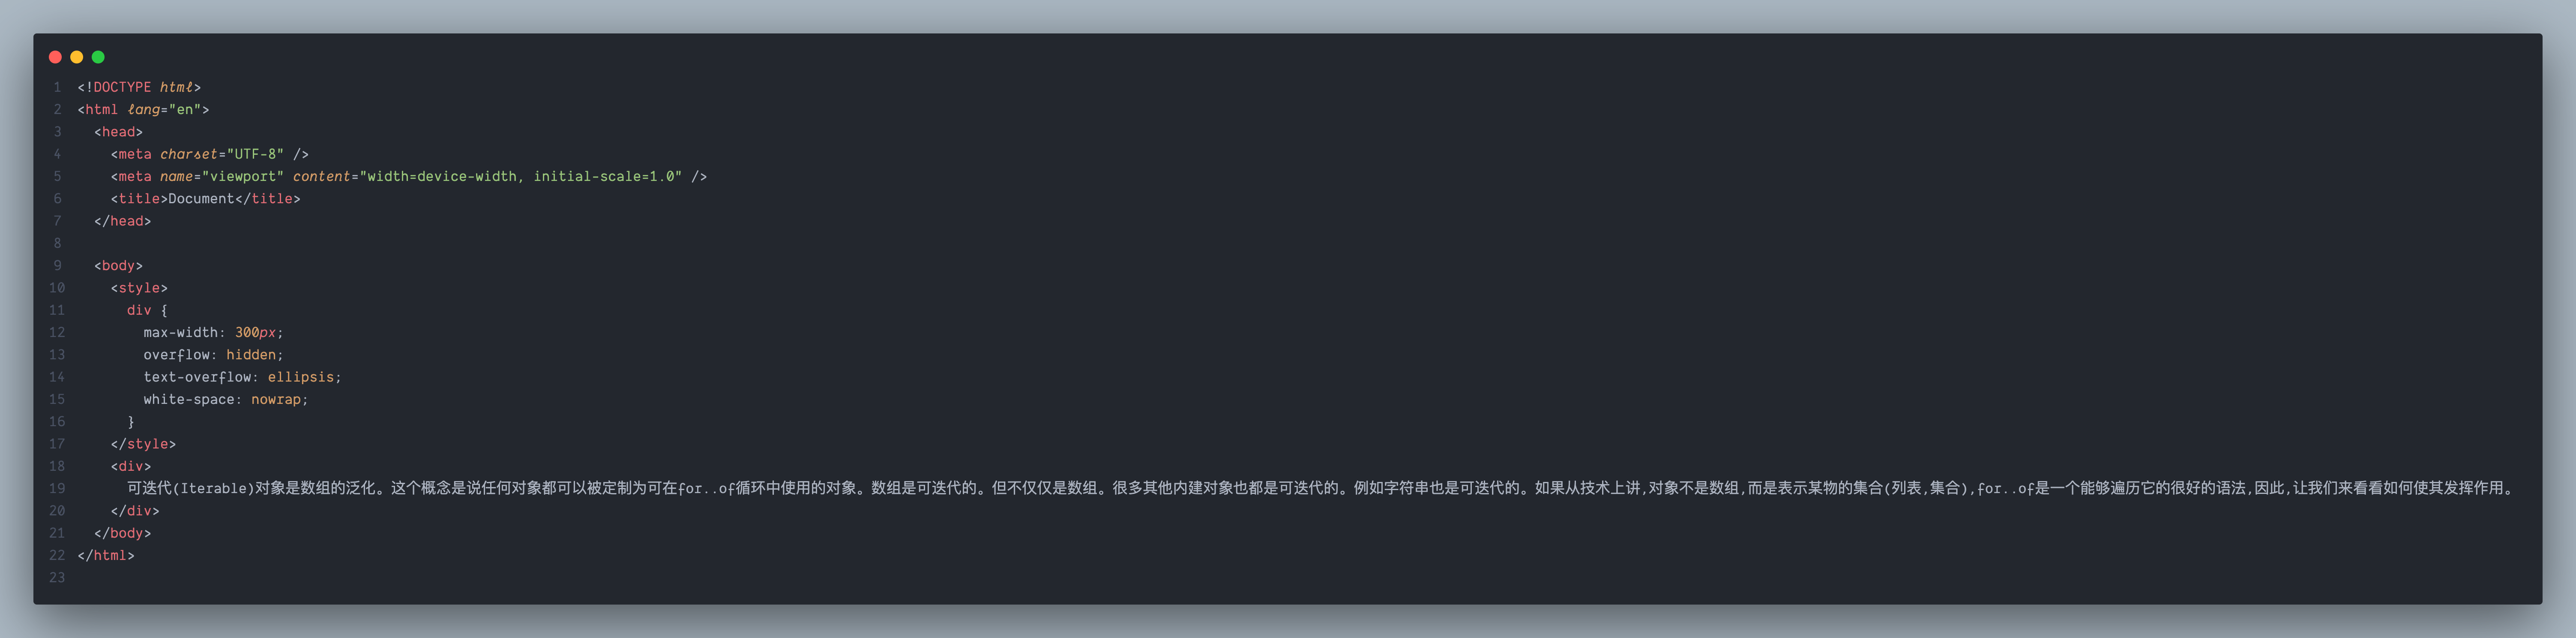 1 <!DOCTYPE html>
2 <html lang="en">
3   <head>
4     <meta charset="UTF-8" />
5     <meta name="viewport" content="width=device-width, initial-scale=1.0" />
6     <title>Document</title>
7   </head>
8
9   <body>
10     <style>
11       div {
12         max-width: 300px;
13         overflow: hidden;
14         text-overflow: ellipsis;
15         white-space: nowrap;
16       }
17     </style>
18     <div>
19       可迭代(Iterable)对象是数组的泛化。这个概念是说任何对象都可以被定制为可在for..of循环中使用的对象。数组是可迭代的。但不仅仅是数组。很多其他内建对象也都是可迭代的。例如字符串也是可迭代的。如果从技术上讲,对象不是数组,而是表示某物的集合(列表,集合),for..of是一个能够遍历它的很好的语法,因此,让我们来看看如何使其发挥作用。
20     </div>
21   </body>
22 </html>
23